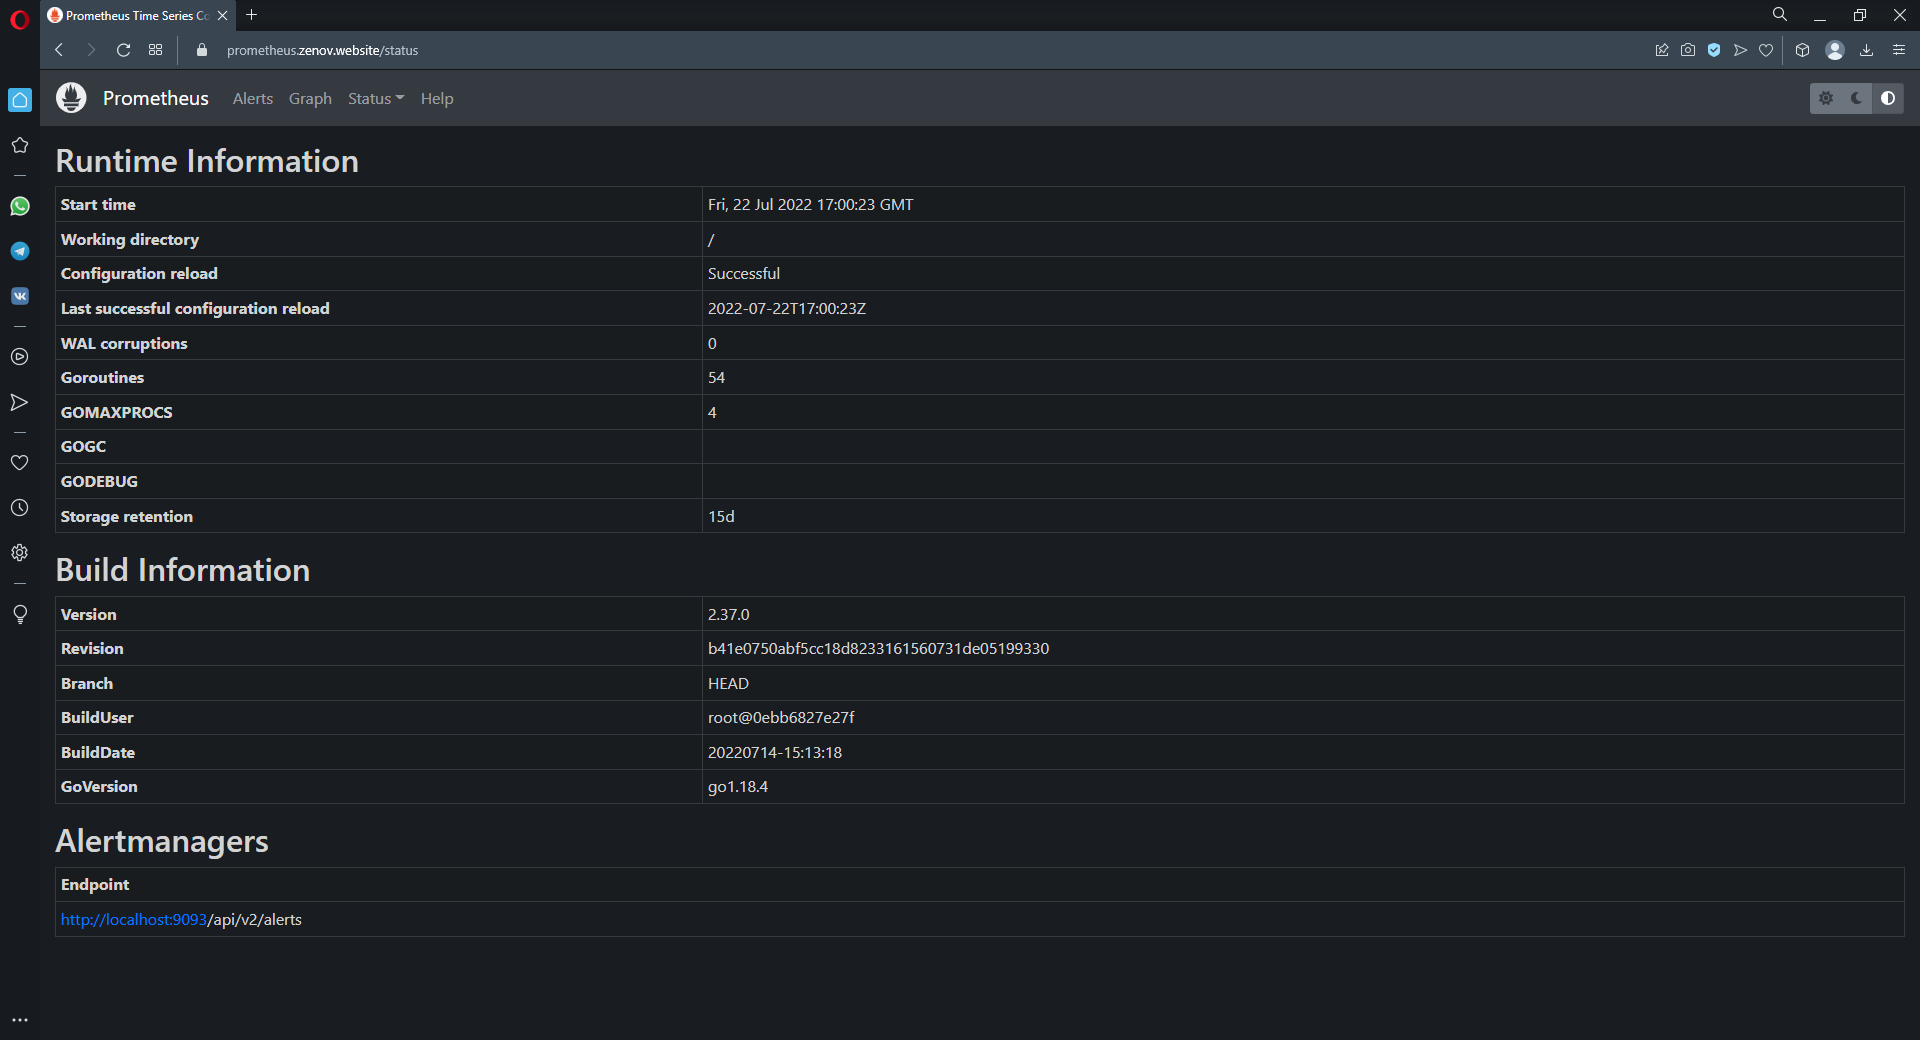 Prometheus Time Series Co
prometheus.zenov.website/status
Prometheus Alerts Graph Status Help
Runtime Information
Start time Fri, 22 Jul 2022 17:00:23 GMT
Working directory /
Configuration reload Successful
Last successful configuration reload 2022-07-22T17:00:23Z
WAL corruptions 0
Goroutines 54
GOMAXPROCS 4
GOGC
GODEBUG
Storage retention 15d
Build Information
Version 2.37.0
Revision b41e0750abf5cc18d8233161560731de05199330
Branch HEAD
BuildUser root@0ebb6827e27f
BuildDate 20220714-15:13:18
GoVersion go1.18.4
Alertmanagers
Endpoint
http://localhost:9093/api/v2/alerts